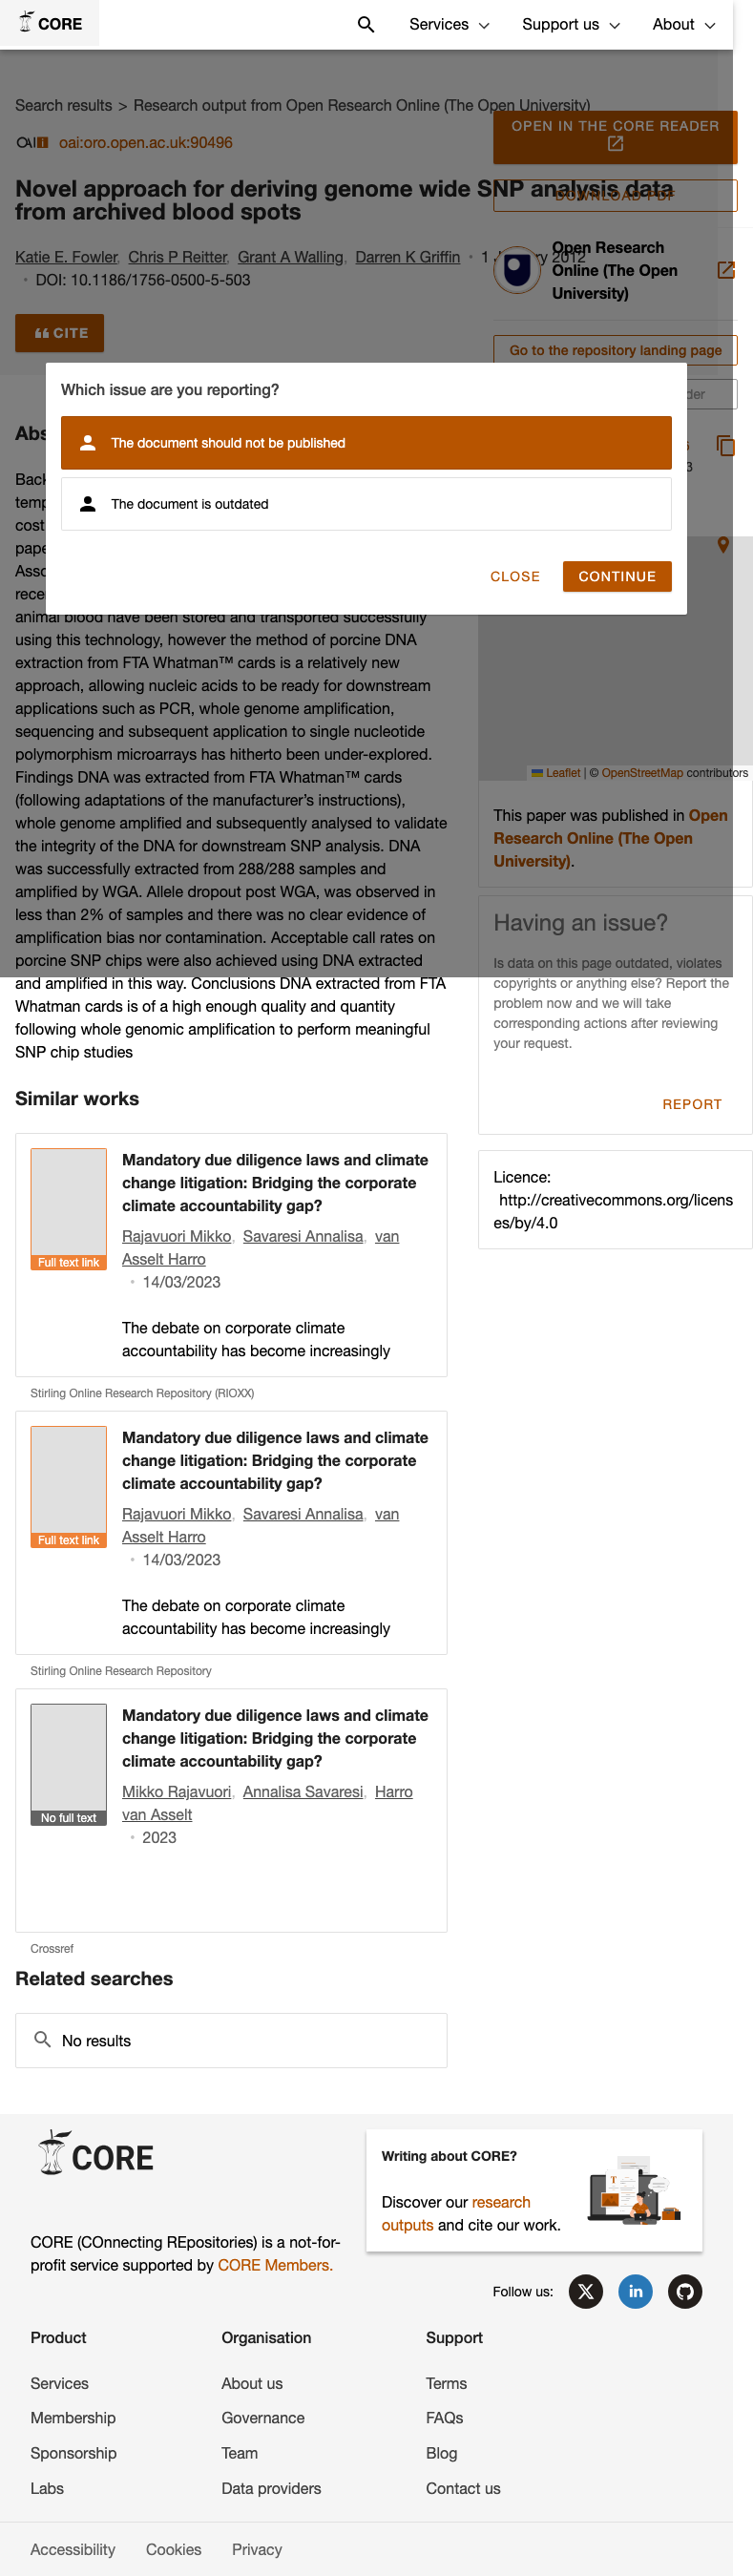 CORE
Services
Support us
About
Search results > Research output from Open Research Online (The Open University)
OAI
oai:oro.open.ac.uk:90496
Novel approach for deriving genome wide SNP analysis data
from archived blood spots
Katie E. Fowler, Chris P Reitter, Grant A Walling, Darren K Griffin • 1 January 2012
• DOI: 10.1186/1756-0500-5-503
CITE
OPEN IN THE CORE READER
DOWNLOAD PDF
Open Research
Online (The Open
University)
Go to the repository landing page
der
Which issue are you reporting?
The document should not be published
The document is outdated
CLOSE
CONTINUE
Abs
Back
temp
cost
pape
Asso
rece
animal blood have been stored and transported successfully
using this technology, however the method of porcine DNA
extraction from FTA Whatman™ cards is a relatively new
approach, allowing nucleic acids to be ready for downstream
applications such as PCR, whole genome amplification,
sequencing and subsequent application to single nucleotide
polymorphism microarrays has hitherto been under-explored.
Findings DNA was extracted from FTA Whatman™ cards
(following adaptations of the manufacturer's instructions),
whole genome amplified and subsequently analysed to validate
the integrity of the DNA for downstream SNP analysis. DNA
was successfully extracted from 288/288 samples and
amplified by WGA. Allele dropout post WGA, was observed in
less than 2% of samples and there was no clear evidence of
amplification bias nor contamination. Acceptable call rates on
porcine SNP chips were also achieved using DNA extracted
and amplified in this way. Conclusions DNA extracted from FTA
Whatman cards is of a high enough quality and quantity
following whole genomic amplification to perform meaningful
SNP chip studies
Leaflet | © OpenStreetMap contributors
This paper was published in Open
Research Online (The Open
University).
Having an issue?
Is data on this page outdated, violates
copyrights or anything else? Report the
problem now and we will take
corresponding actions after reviewing
your request.
REPORT
Licence:
http://creativecommons.org/licens
es/by/4.0
Similar works
Mandatory due diligence laws and climate
change litigation: Bridging the corporate
climate accountability gap?
Rajavuori Mikko, Savaresi Annalisa, van
Asselt Harro
• 14/03/2023
Full text link
The debate on corporate climate
accountability has become increasingly
Stirling Online Research Repository (RIOXX)
Mandatory due diligence laws and climate
change litigation: Bridging the corporate
climate accountability gap?
Rajavuori Mikko, Savaresi Annalisa, van
Asselt Harro
• 14/03/2023
Full text link
The debate on corporate climate
accountability has become increasingly
Stirling Online Research Repository
Mandatory due diligence laws and climate
change litigation: Bridging the corporate
climate accountability gap?
Mikko Rajavuori, Annalisa Savaresi, Harro
van Asselt
• 2023
No full text
Crossref
Related searches
No results
CORE
CORE (COnnecting REpositories) is a not-for-
profit service supported by CORE Members.
Writing about CORE?
Discover our research
outputs and cite our work.
Follow us:
Product
Services
Membership
Sponsorship
Labs
Organisation
About us
Governance
Team
Data providers
Support
Terms
FAQs
Blog
Contact us
Accessibility
Cookies
Privacy